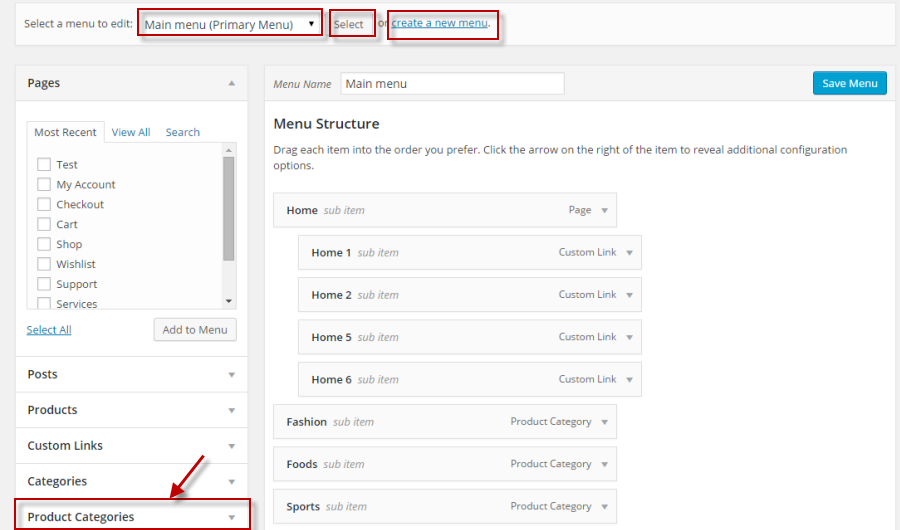 Select a menu to edit: Main menu (Primary Menu) Select or create a new menu.
Pages
Most Recent View All Search
Test
My Account
Checkout
Cart
Shop
Wishlist
Support
Services
Select All Add to Menu
Posts
Products
Custom Links
Categories
Product Categories
Menu Name Main menu Save Menu
Menu Structure
Drag each item into the order you prefer. Click the arrow on the right of the item to reveal additional configuration
options.
Home sub item Page
Home 1 sub item Custom Link
Home 2 sub item Custom Link
Home 5 sub item Custom Link
Home 6 sub item Custom Link
Fashion sub item Product Category
Foods sub item Product Category
Sports sub item Product Category